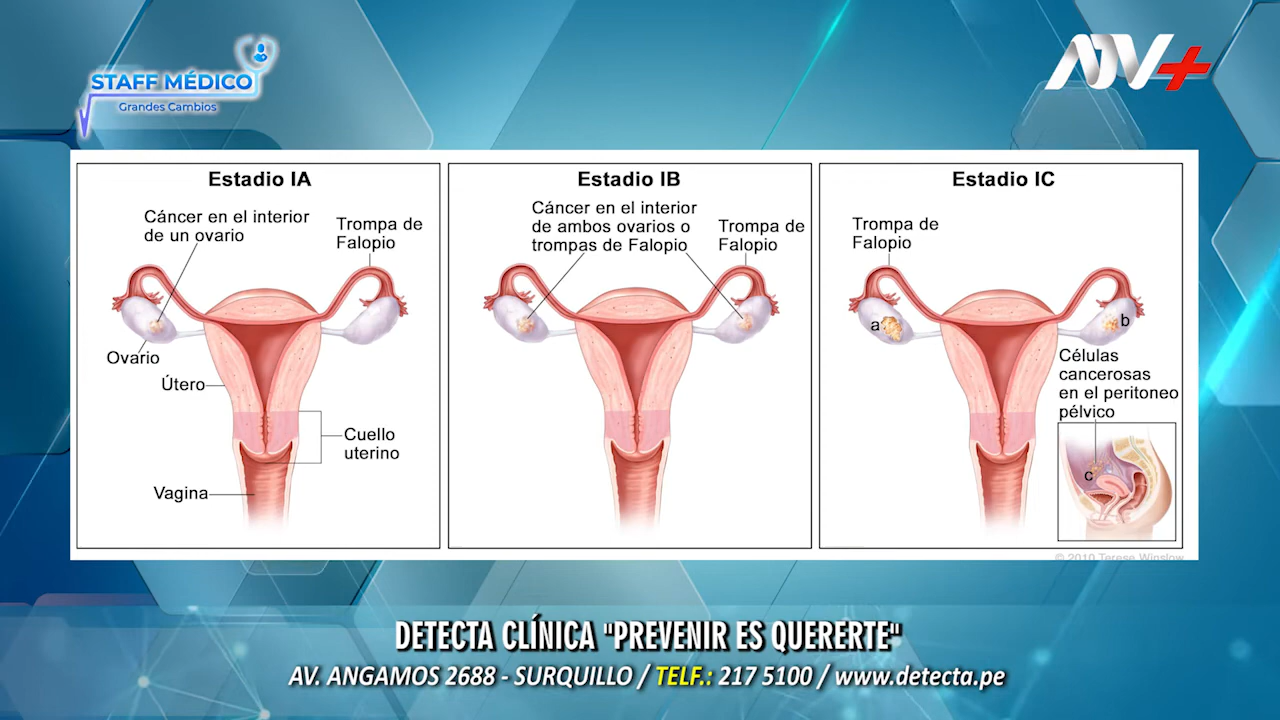 STAFF MÉDICO
Grandes Cambios
ADV+
Estadio IA
Cáncer en el interior
de un ovario
Trompa de
Falopio
Ovario
Útero
Cuello
uterino
Vagina
Estadio IB
Cáncer en el interior
de ambos ovarios o
trompas de Falopio
Trompa de
Falopio
Estadio IC
Trompa de
Falopio
a
b
Células
cancerosas
en el peritoneo
pélvico
c
© 2010 Terese Winslow
DETECTA CLÍNICA "PREVENIR ES QUERERTE"
AV. ANGAMOS 2688 - SURQUILLO / TELF.: 217 5100 / www.detecta.pe